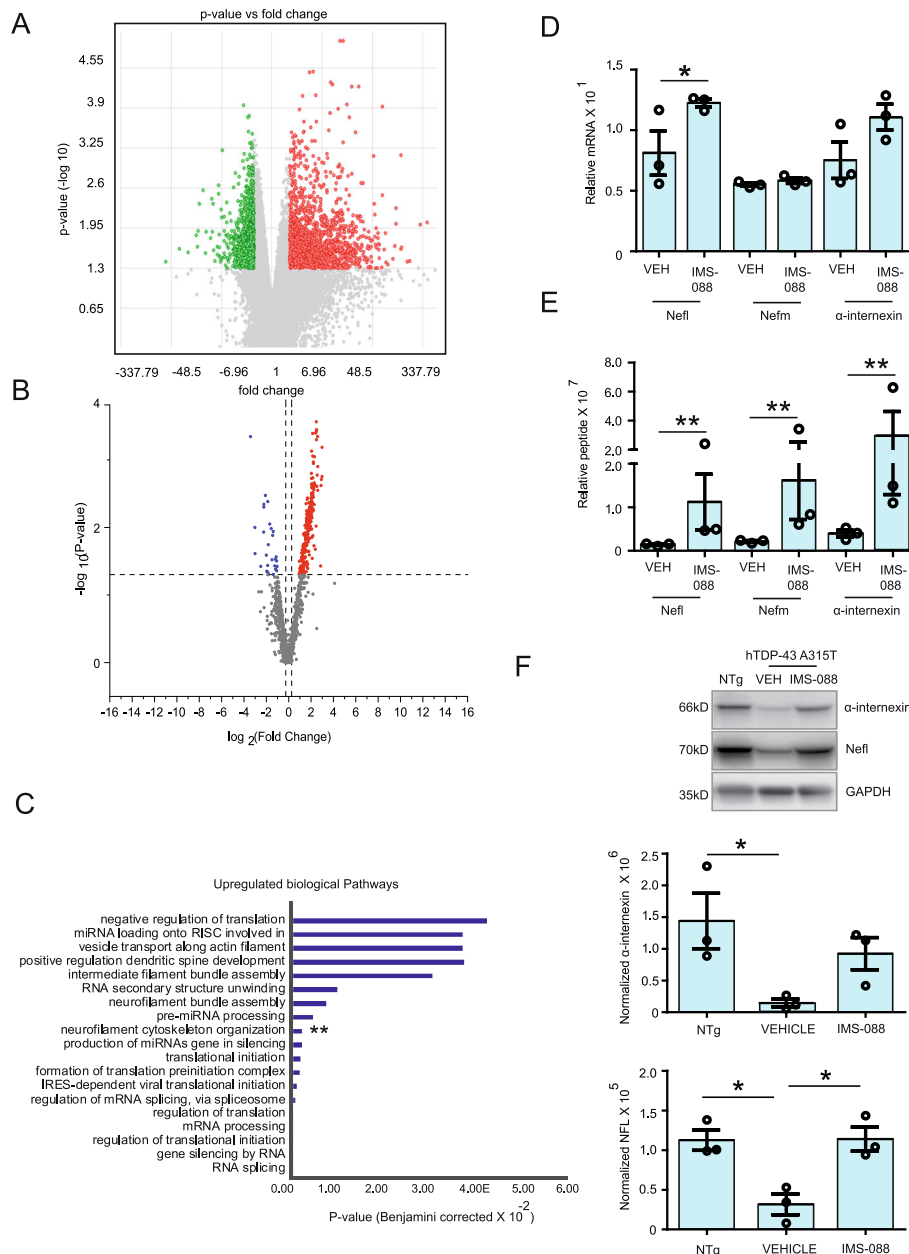 A
p-value vs fold change
p-value (-log 10)
4.55
3.9
3.25
2.6
1.95
1.3
0.65
-337.79 -48.5 -6.96 1 6.96 48.5 337.79
fold change
B
-log 10(P-value)
4
2
0
-16 -14 -12 -10 -8 -6 -4 -2 0 2 4 6 8 10 12 14 16
log 2(Fold Change)
C
Upregulated biological Pathways
negative regulation of translation
miRNA loading onto RISC involved in
vesicle transport along actin filament
positive regulation dendritic spine development
intermediate filament bundle assembly
RNA secondary structure unwinding
neurofilament bundle assembly
pre-miRNA processing
neurofilament cytoskeleton organization **
production of miRNAs gene in silencing
translational initiation
formation of translation preinitiation complex
IRES-dependent viral translational initiation
regulation of mRNA splicing, via spliceosome
regulation of translation
mRNA processing
regulation of translational initiation
gene silencing by RNA
RNA splicing
0.00 1.00 2.00 4.00E 5.00 6.00
P-value (Benjamini corrected X 10-2)
D
Relative mRNA X 10 1
1.5
1.0
0.5
0
*
VEH IMS-088 VEH IMS-088 VEH IMS-088
Nefl Nefm α-internexin
E
Relative peptide X 10 7
8.0
6.0
4.0
2.0
2.0
1.0
0
** ** **
VEH IMS-088 VEH IMS-088 VEH IMS-088
Nefl Nefm α-internexin
F
hTDP-43 A315T
NTg VEH IMS-088
66kD α-internexin
70kD Nefl
35kD GAPDH
Normalized α-internexin X 10 6
2.5
2.0
1.5
1.0
0.5
0
*
NTg VEHICLE IMS-088
Normalized NFL X 10 5
2.0
1.5
1.0
0.5
0
* *
NTg VEHICLE IMS-088